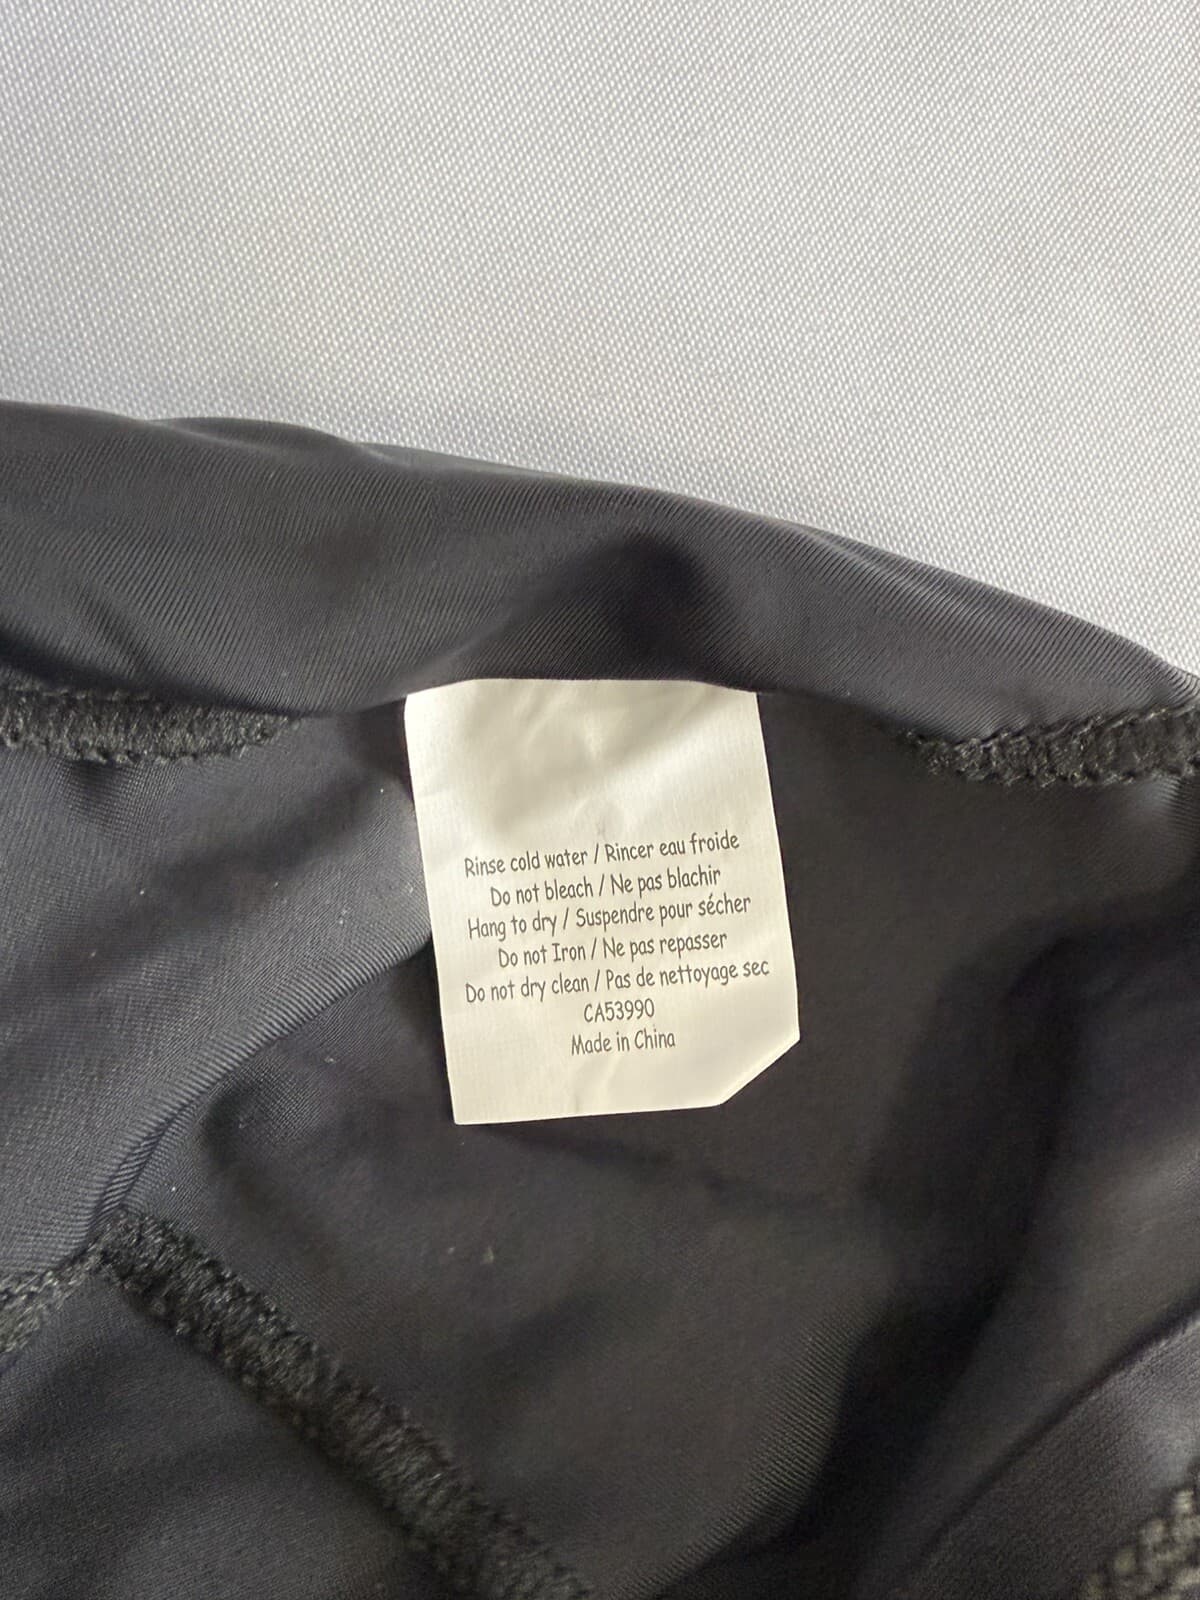 Rinse cold water / Rincer eau froide
Do not bleach / Ne pas blachir
Hang to dry / Suspendre pour sécher
Do not Iron / Ne pas repasser
Do not dry clean / Pas de nettoyage sec
CA53990
Made in China